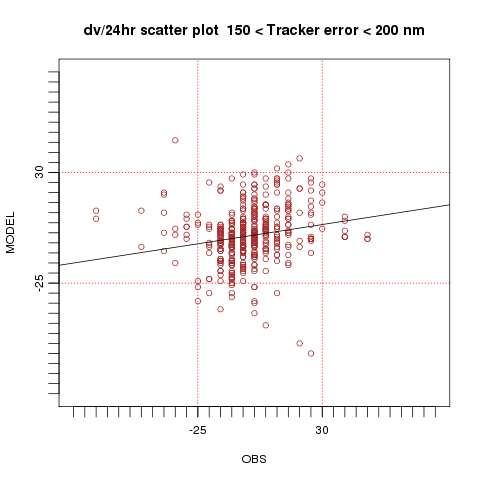 dv/24hr scatter plot  150 < Tracker error < 200 nm
30
MODEL
-25
-25
30
OBS